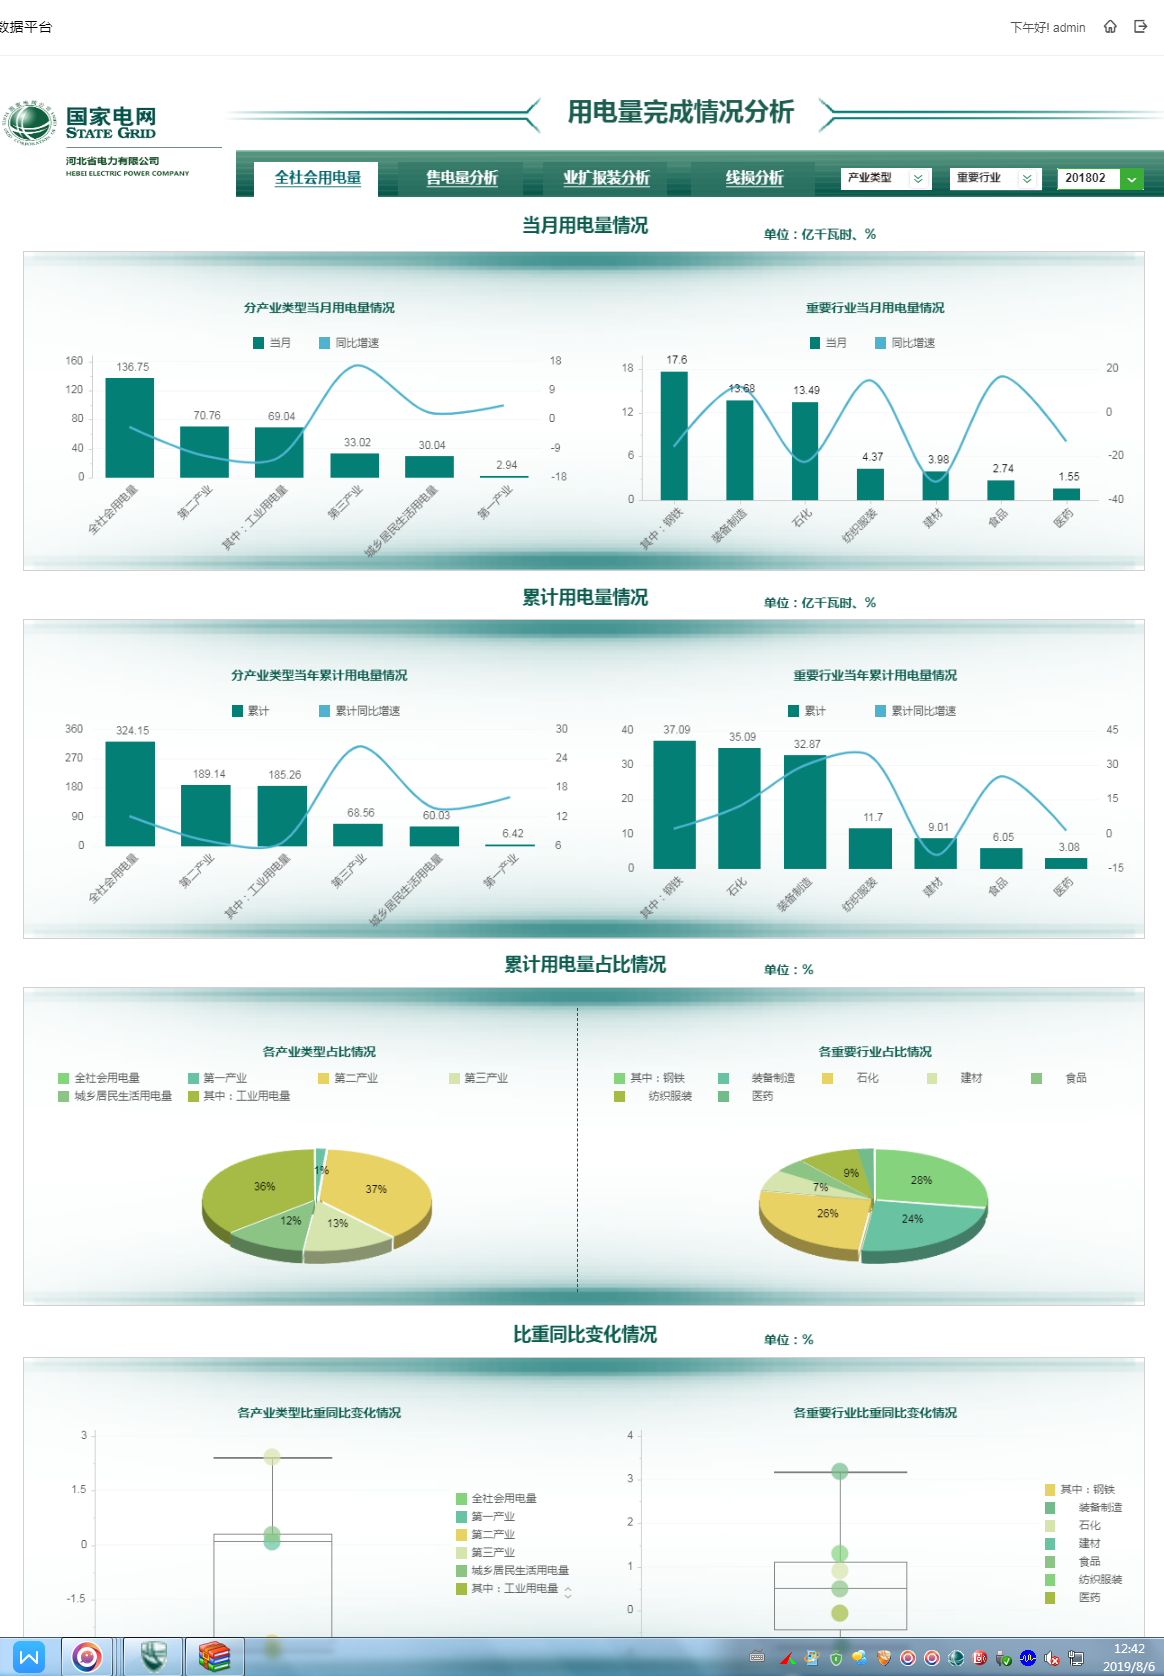 数据平台
下午好! admin
国家电网
STATE GRID
河北省电力有限公司
HEBEI ELECTRIC POWER COMPANY
用电量完成情况分析
全社会用电量 售电量分析 业扩报装分析 线损分析 产业类型 重要行业 201802
当月用电量情况 单位：亿千瓦时、%
分产业类型当月用电量情况
当月 同比增速
160 120 80 40 0
136.75 70.76 69.04 33.02 30.04 2.94
18 9 0 -9 -18
全社会用电量 第二产业 其中：工业用电量 第三产业 城乡居民生活用电量 第一产业
重要行业当月用电量情况
当月 同比增速
18 12 6 0
17.6 13.68 13.49 4.37 3.98 2.74 1.55
20 0 -20 -40
其中：钢铁 装备制造 石化 纺织服装 建材 食品 医药
累计用电量情况 单位：亿千瓦时、%
分产业类型当年累计用电量情况
累计 累计同比增速
360 270 180 90 0
324.15 189.14 185.26 68.56 60.03 6.42
30 24 18 12 6
全社会用电量 第二产业 其中：工业用电量 第三产业 城乡居民生活用电量 第一产业
重要行业当年累计用电量情况
累计 累计同比增速
40 30 20 10 0
37.09 35.09 32.87 11.7 9.01 6.05 3.08
45 30 15 0 -15
其中：钢铁 石化 装备制造 纺织服装 建材 食品 医药
累计用电量占比情况 单位：%
各产业类型占比情况
全社会用电量 第一产业 第二产业 第三产业
城乡居民生活用电量 其中：工业用电量
1% 37% 13% 12% 36%
各重要行业占比情况
其中：钢铁 装备制造 石化 建材 食品
纺织服装 医药
28% 24% 26% 7% 9%
比重同比变化情况 单位：%
各产业类型比重同比变化情况
3 1.5 0 -1.5
全社会用电量
第一产业
第二产业
第三产业
城乡居民生活用电量
其中：工业用电量
各重要行业比重同比变化情况
4 3 2 1 0
其中：钢铁
装备制造
石化
建材
食品
纺织服装
医药
12:42
2019/8/6